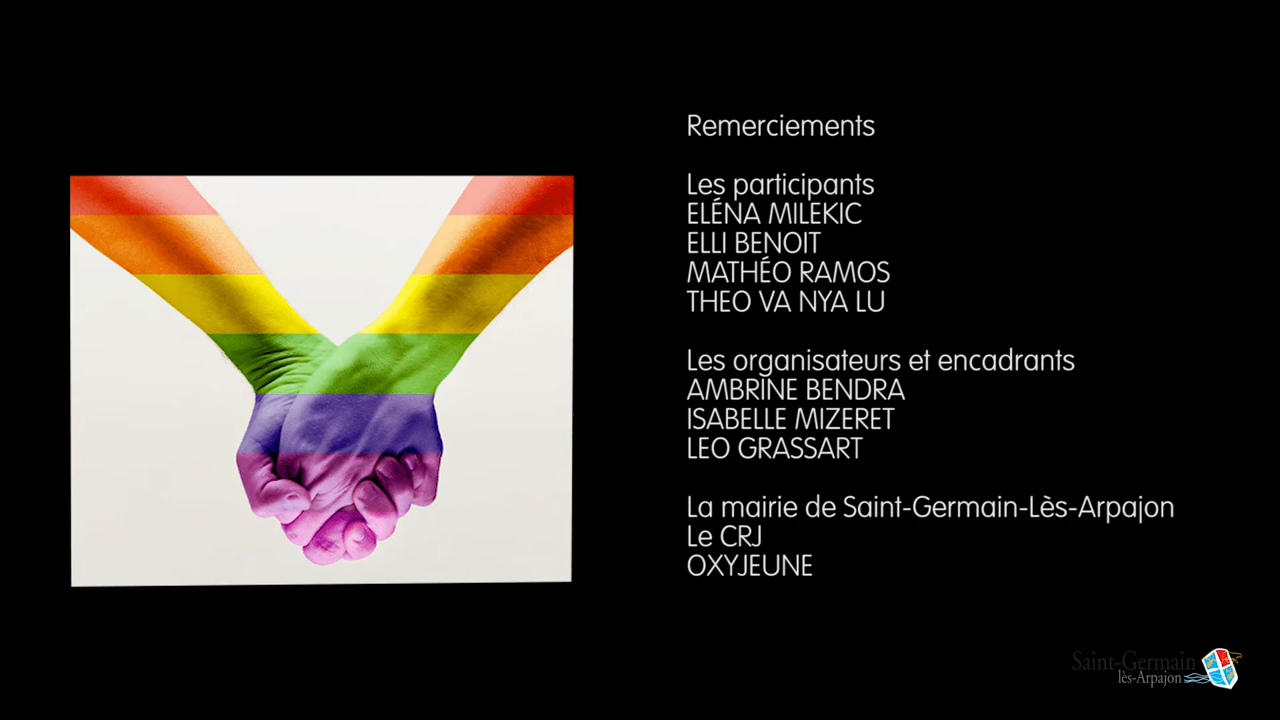 Remerciements
Les participants
ELÉNA MILEKIC
ELLI BENOIT
MATHÉO RAMOS
THEO VA NYA LU
Les organisateurs et encadrants
AMBRINE BENDRA
ISABELLE MIZERET
LEO GRASSART
La mairie de Saint-Germain-Lès-Arpajon
Le CRJ
OXYJEUNE
Saint-Germain
lès-Arpajon